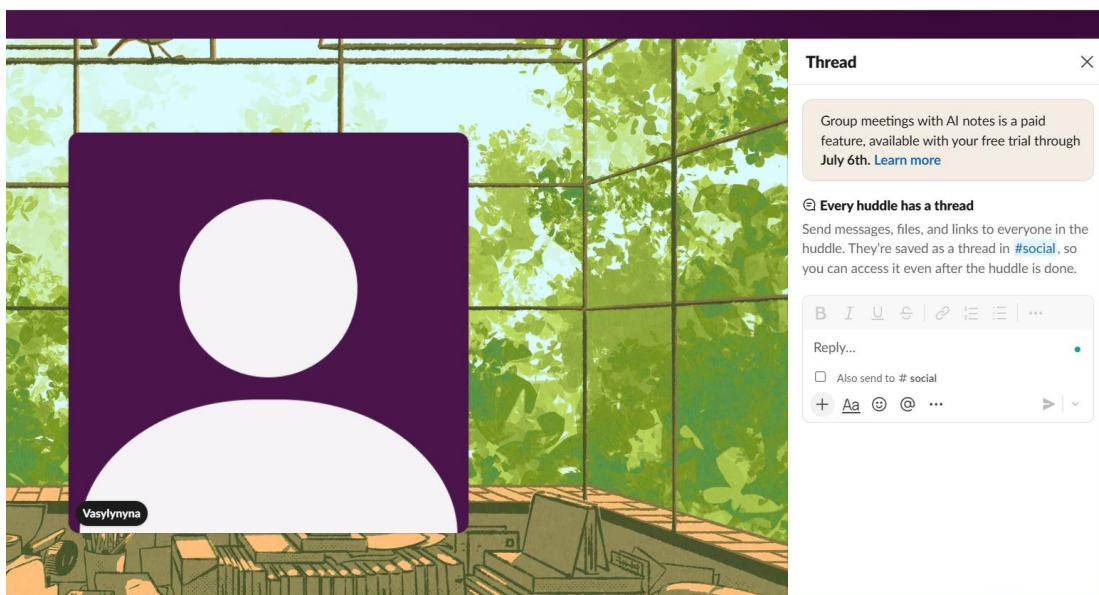 Thread
Group meetings with AI notes is a paid
feature, available with your free trial through
July 6th. Learn more
Every huddle has a thread
Send messages, files, and links to everyone in the
huddle. They’re saved as a thread in #social, so
you can access it even after the huddle is done.
B I U S
Reply...
Also send to # social
+ Aa @
Vasylynyna